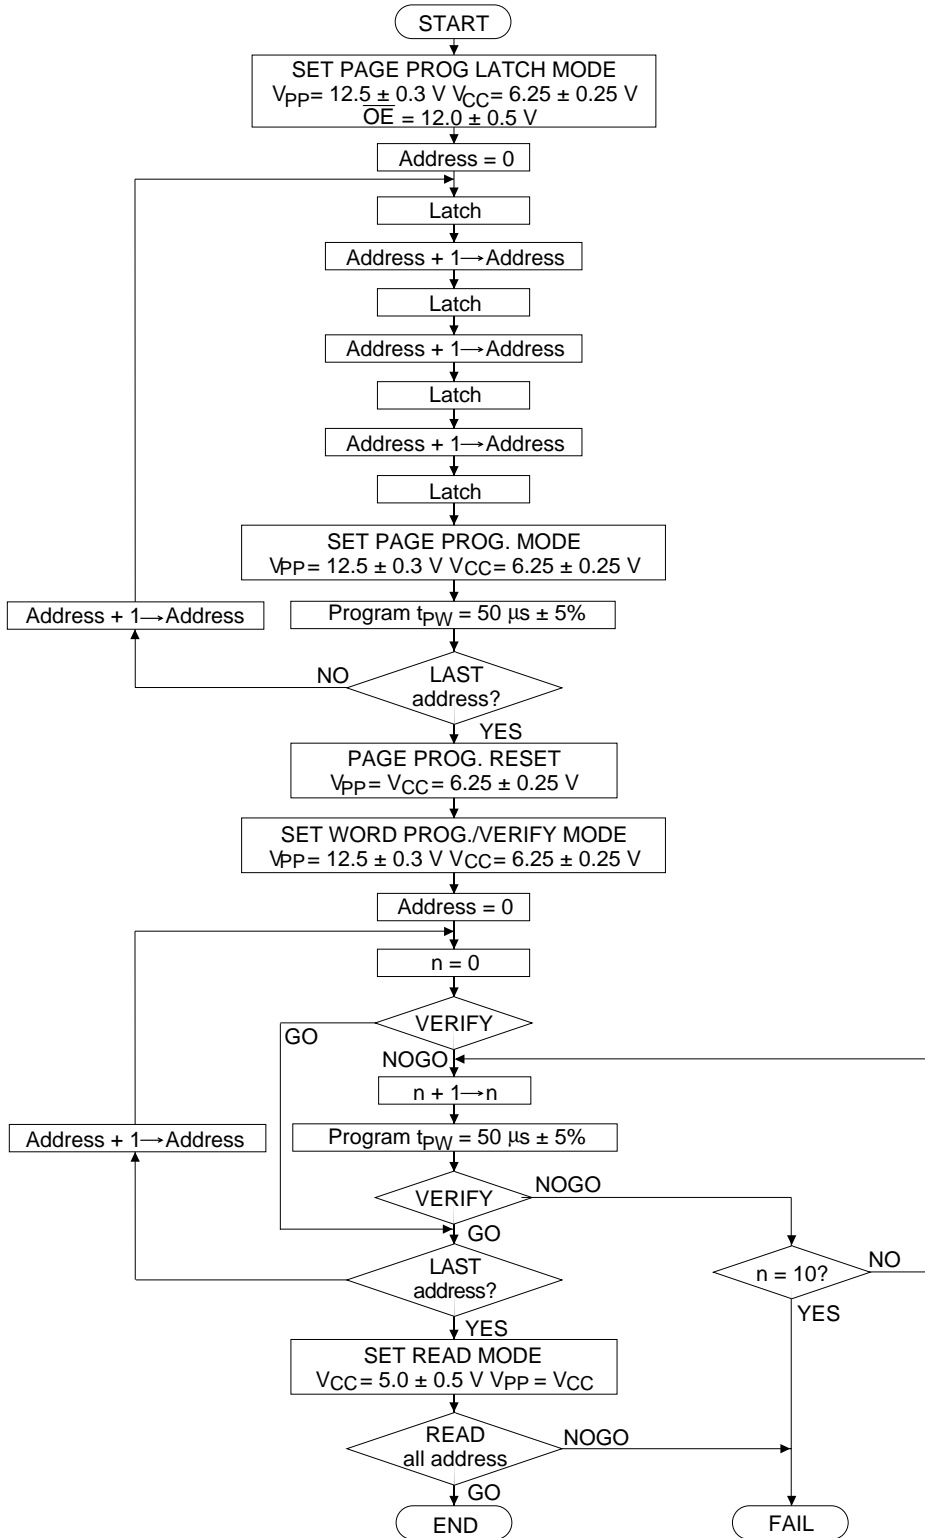 START
SET PAGE PROG LATCH MODE
VPP= 12.5 ± 0.3 V VCC= 6.25 ± 0.25 V
O̅E̅ = 12.0 ± 0.5 V
Address = 0
Latch
Address + 1→Address
Latch
Address + 1→Address
Latch
Address + 1→Address
Latch
SET PAGE PROG. MODE
VPP= 12.5 ± 0.3 V VCC= 6.25 ± 0.25 V
Address + 1→Address
Program tPW = 50 μs ± 5%
NO
LAST
address?
YES
PAGE PROG. RESET
VPP= VCC= 6.25 ± 0.25 V
SET WORD PROG./VERIFY MODE
VPP= 12.5 ± 0.3 V VCC= 6.25 ± 0.25 V
Address = 0
n = 0
VERIFY
GO
NOGO
n + 1→n
Address + 1→Address
Program tPW = 50 μs ± 5%
VERIFY
NOGO
GO
LAST
address?
n = 10?
NO
YES
YES
SET READ MODE
VCC= 5.0 ± 0.5 V VPP = VCC
READ
all address
NOGO
GO
END
FAIL